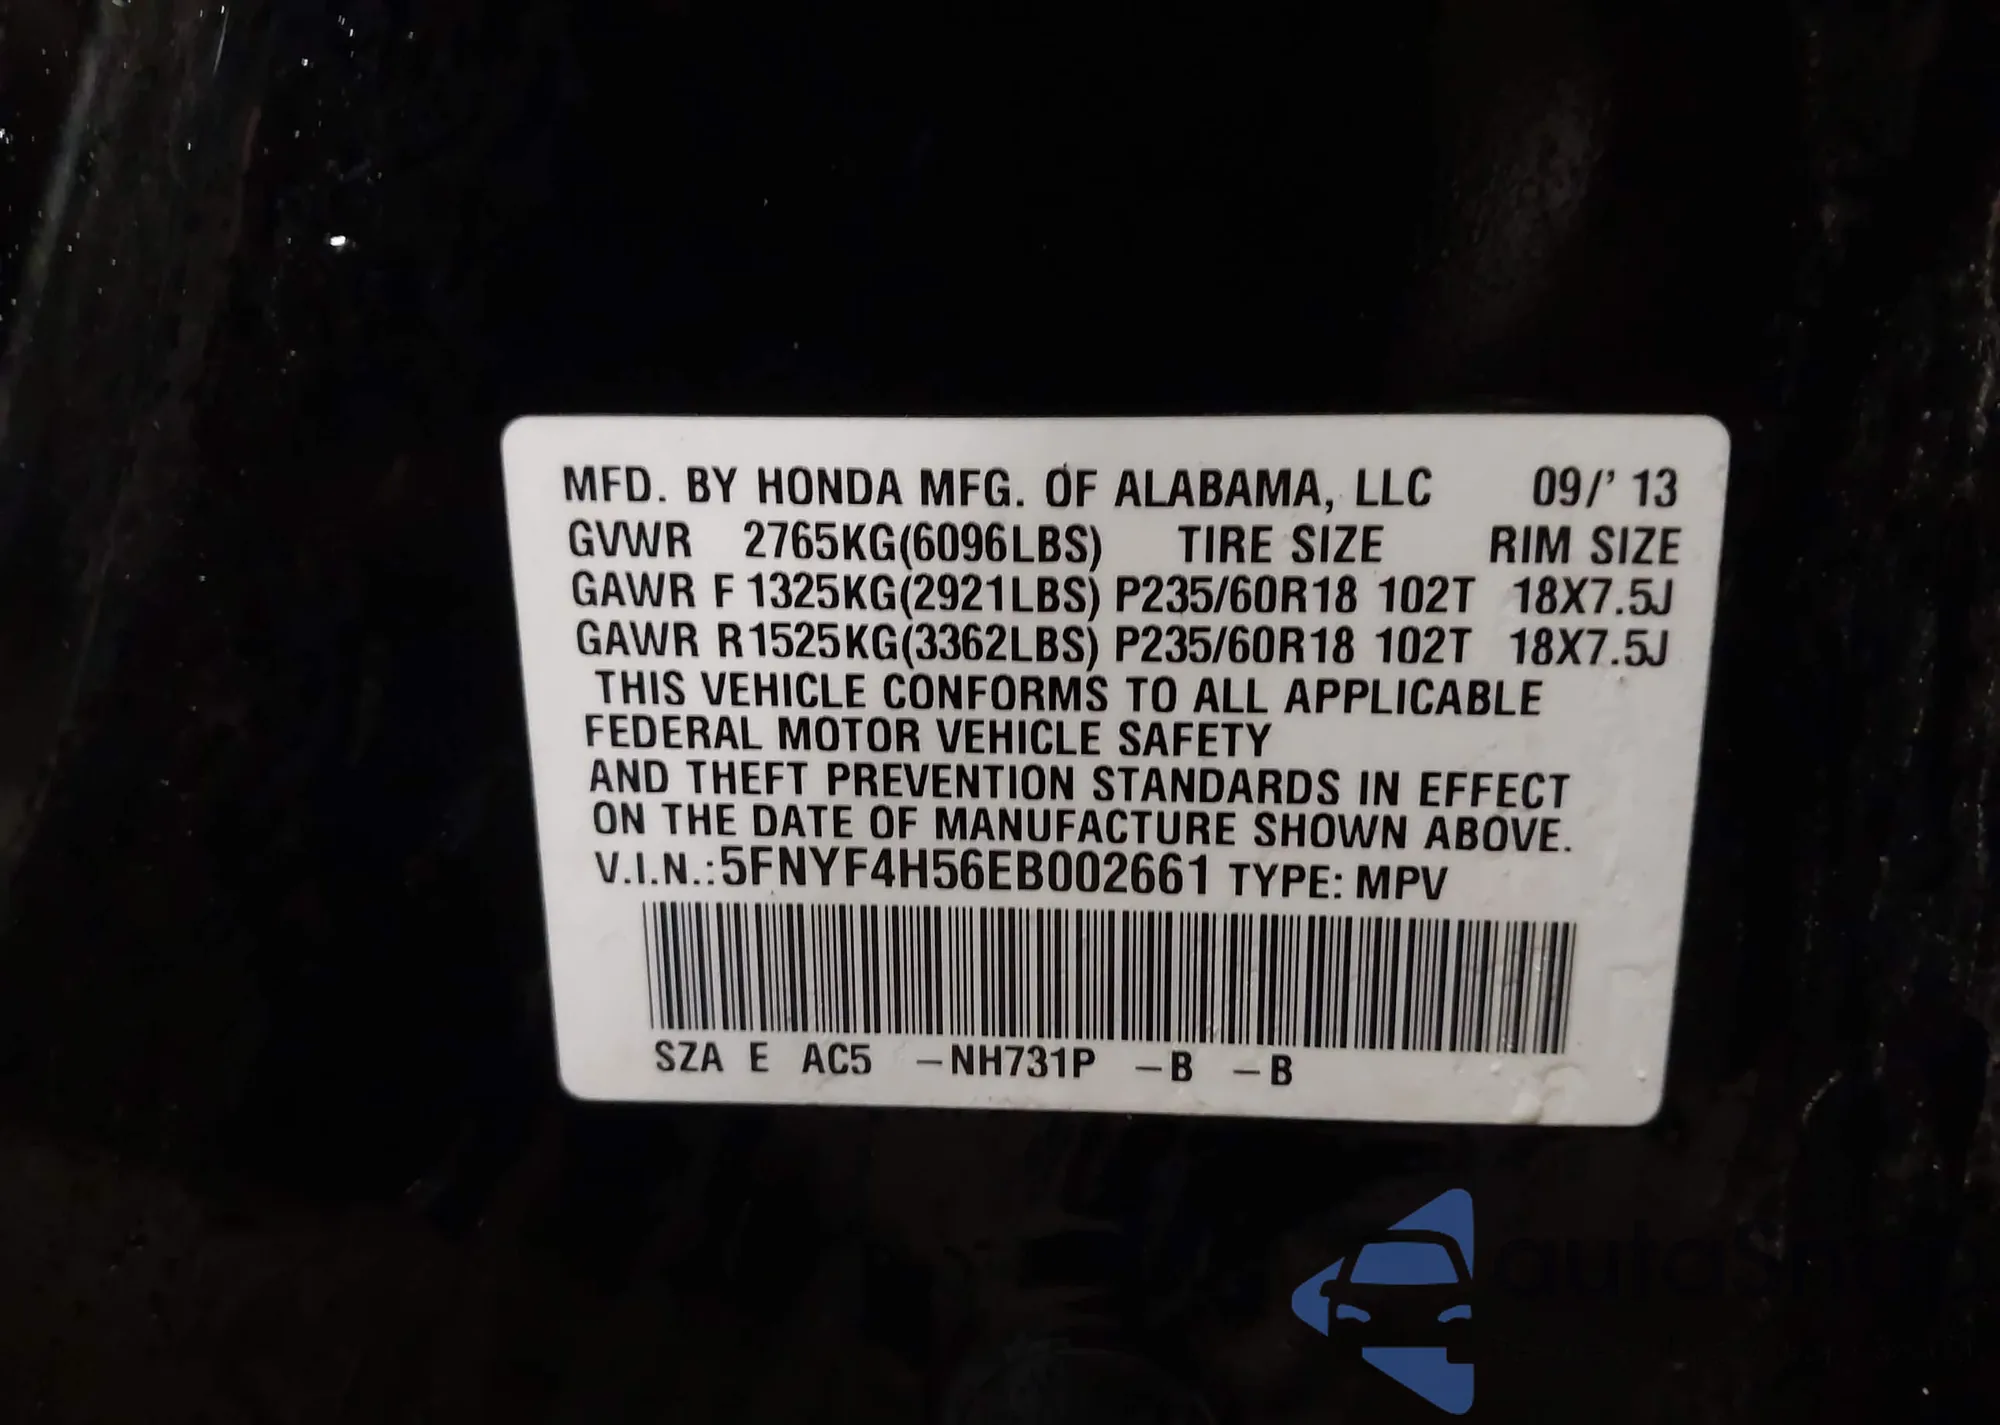 MFD. BY HONDA MFG. OF ALABAMA, LLC 09/' 13
GVWR 2765KG(6096LBS) TIRE SIZE RIM SIZE
GAWR F 1325KG(2921LBS) P235/60R18 102T 18X7.5J
GAWR R 1525KG(3362LBS) P235/60R18 102T 18X7.5J
THIS VEHICLE CONFORMS TO ALL APPLICABLE
FEDERAL MOTOR VEHICLE SAFETY
AND THEFT PREVENTION STANDARDS IN EFFECT
ON THE DATE OF MANUFACTURE SHOWN ABOVE.
V.I.N.:5FNYF4H56EB002661 TYPE: MPV
SZA E AC5 -NH731P -B -B